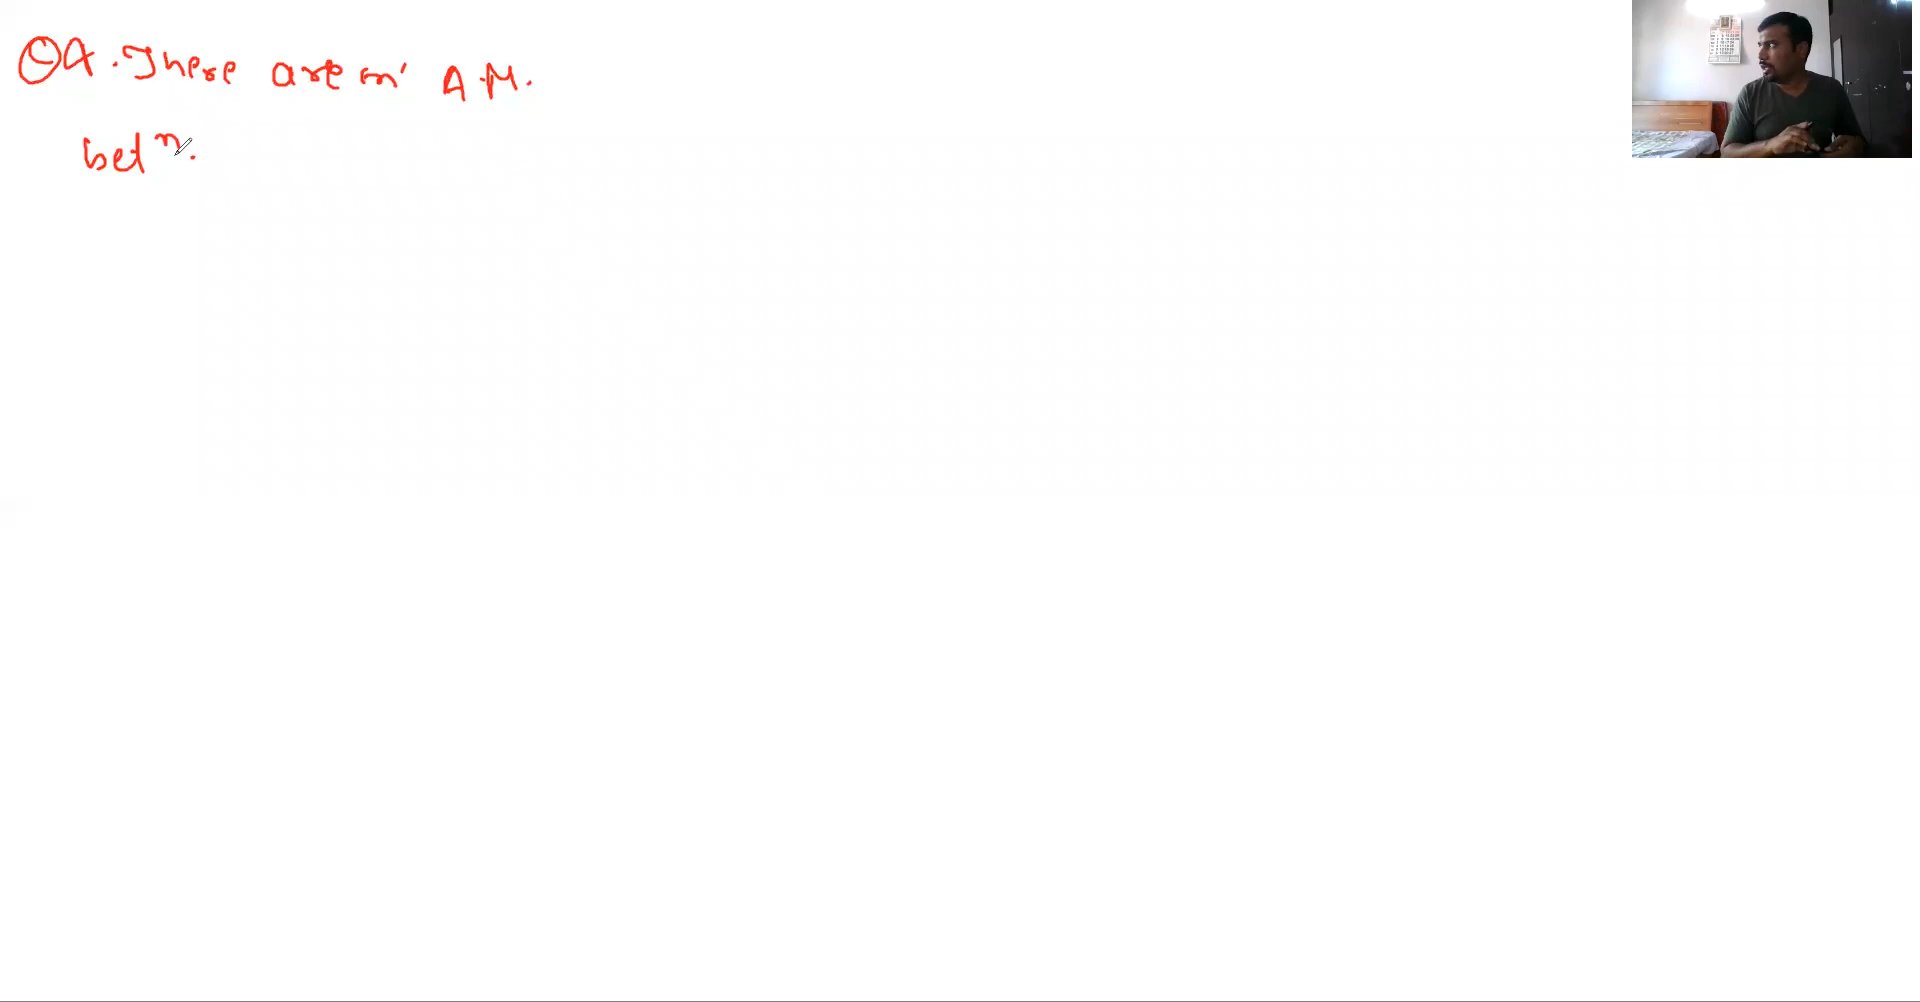 Q4. There are 'm' A.M.
betⁿ.